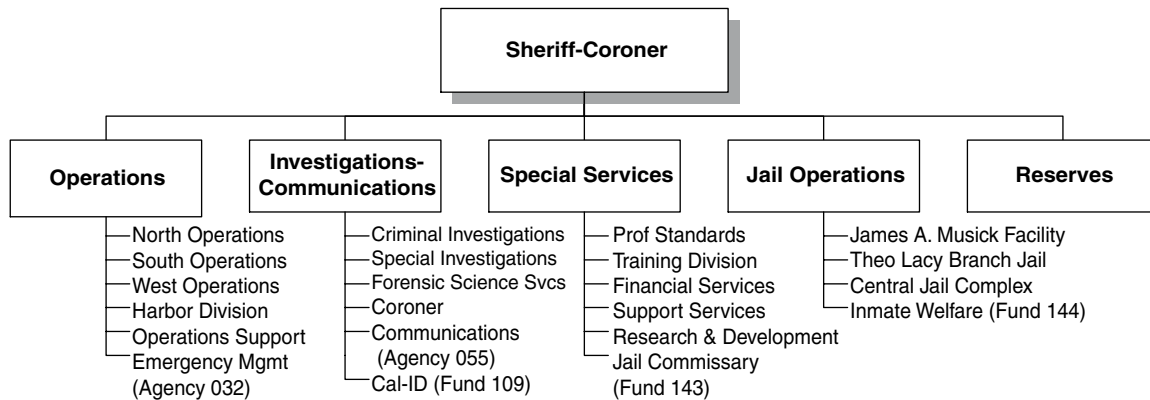 Sheriff-Coroner
Operations
North Operations
South Operations
West Operations
Harbor Division
Operations Support
Emergency Mgmt
(Agency 032)
Investigations-
Communications
Criminal Investigations
Special Investigations
Forensic Science Svcs
Coroner
Communications
(Agency 055)
Cal-ID (Fund 109)
Special Services
Prof Standards
Training Division
Financial Services
Support Services
Research & Development
Jail Commissary
(Fund 143)
Jail Operations
James A. Musick Facility
Theo Lacy Branch Jail
Central Jail Complex
Inmate Welfare (Fund 144)
Reserves